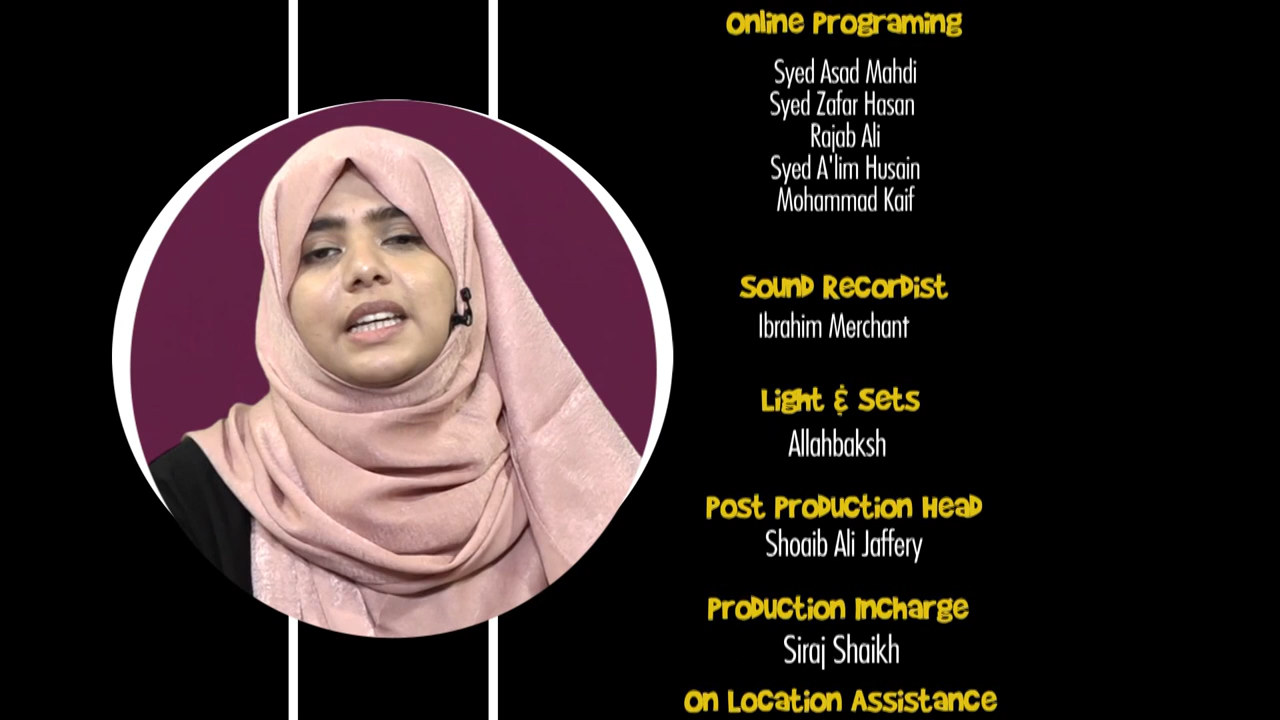 Online Programing
Syed Asad Mahdi
Syed Zafar Hasan
Rajab Ali
Syed A'lim Husain
Mohammad Kaif
Sound Recordist
Ibrahim Merchant
Light & Sets
Allahbaksh
Post Production Head
Shoaib Ali Jaffery
Production Incharge
Siraj Shaikh
On Location Assistance